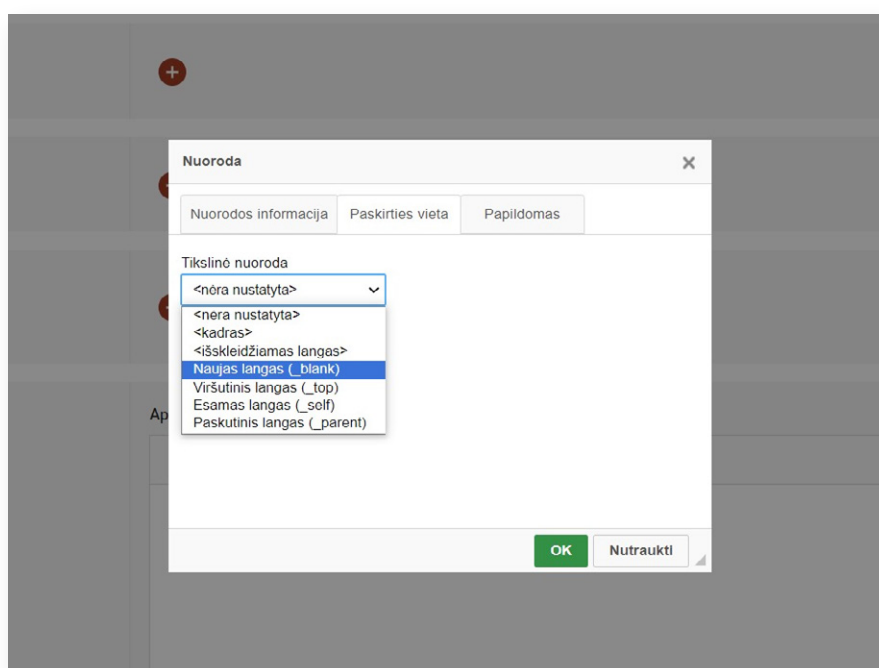 Nuoroda
Nuorodos informacija Paskirties vieta Papildomas
Tikslinė nuoroda
<nėra nustatyta>
<nėra nustatyta>
<kadras>
<išskleidžiamas langas>
Naujas langas (_blank)
Viršutinis langas (_top)
Esamas langas (_self)
Paskutinis langas (_parent)
Ap
OK Nutraukti